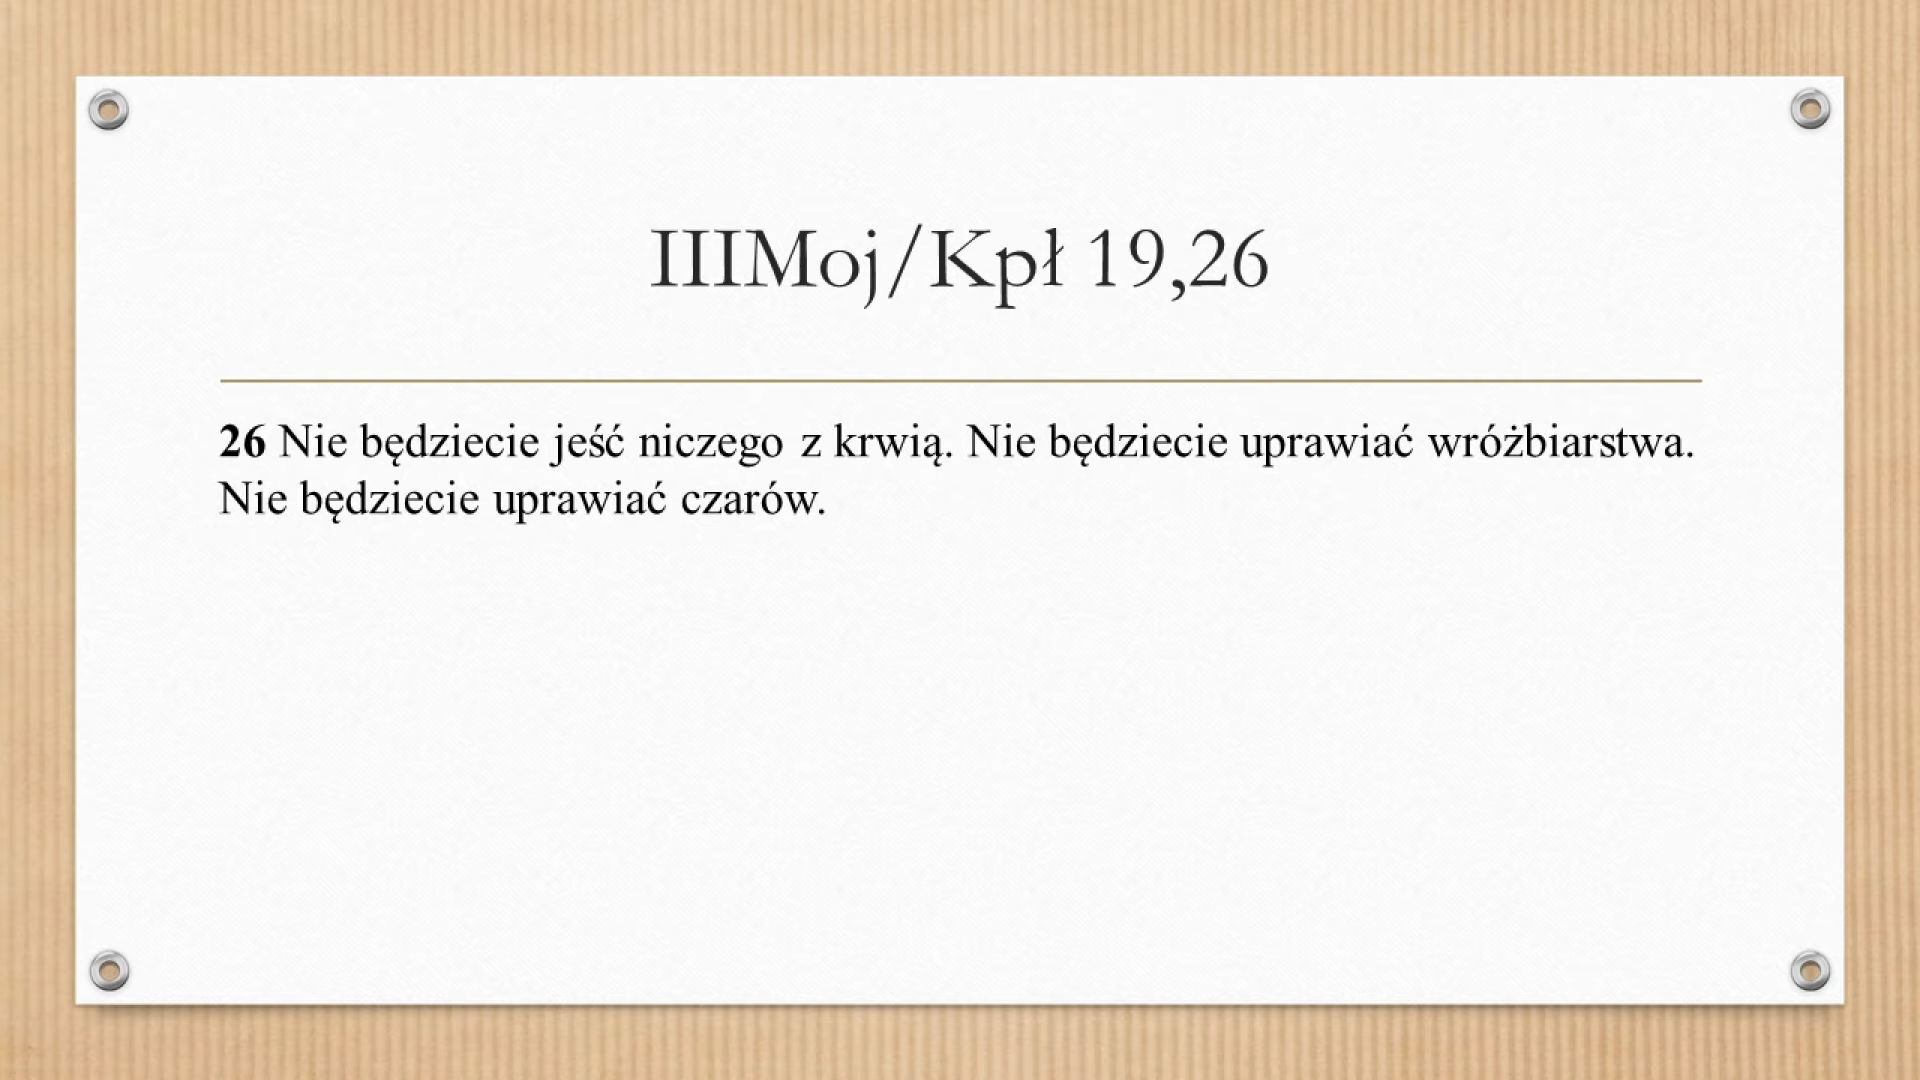 IIIMoj/Kpł 19,26
26 Nie będziecie jeść niczego z krwią. Nie będziecie uprawiać wróżbiarstwa.
Nie będziecie uprawiać czarów.